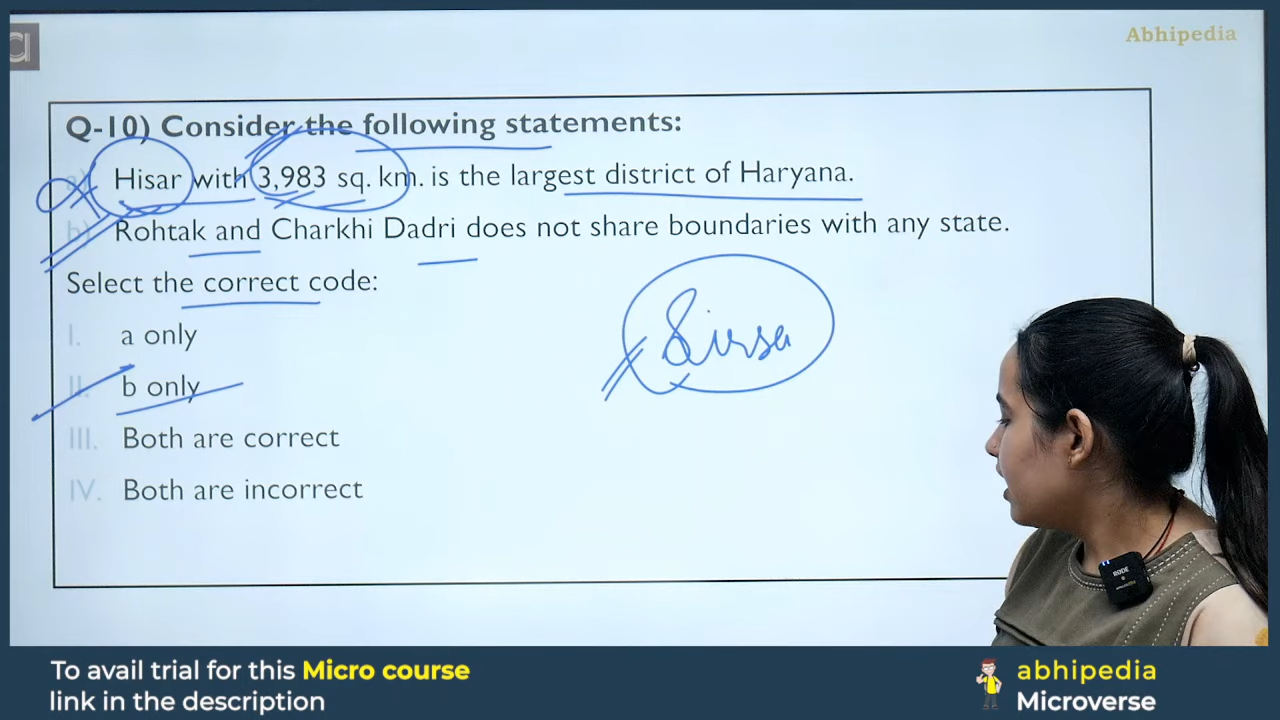 Abhipedia
Q-10) Consider the following statements:
a) Hisar with 3,983 sq. km. is the largest district of Haryana.
b) Rohtak and Charkhi Dadri does not share boundaries with any state.
Select the correct code:
I. a only
II. b only
Sirsa
III. Both are correct
IV. Both are incorrect
RODE
To avail trial for this Micro course
link in the description
abhipedia
Microverse